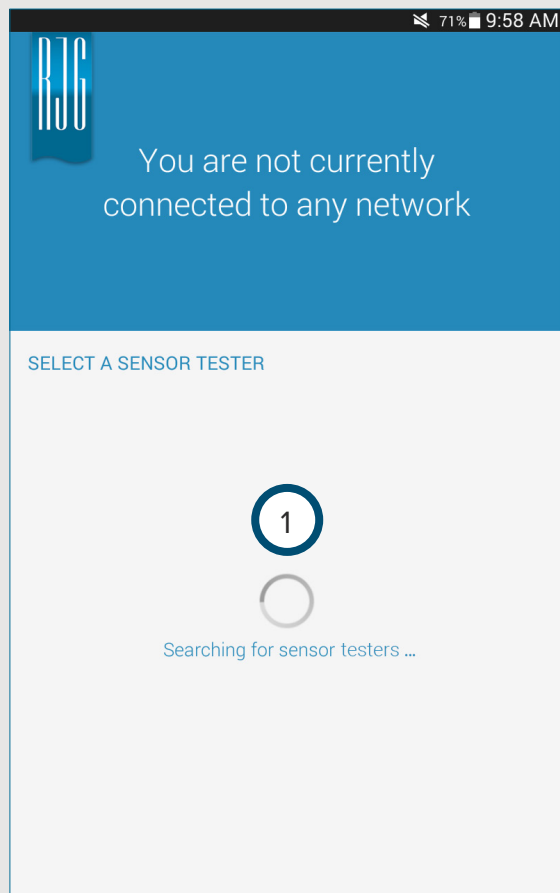 71% 9:58 AM
RJG
You are not currently
connected to any network
SELECT A SENSOR TESTER
1
Searching for sensor testers ...